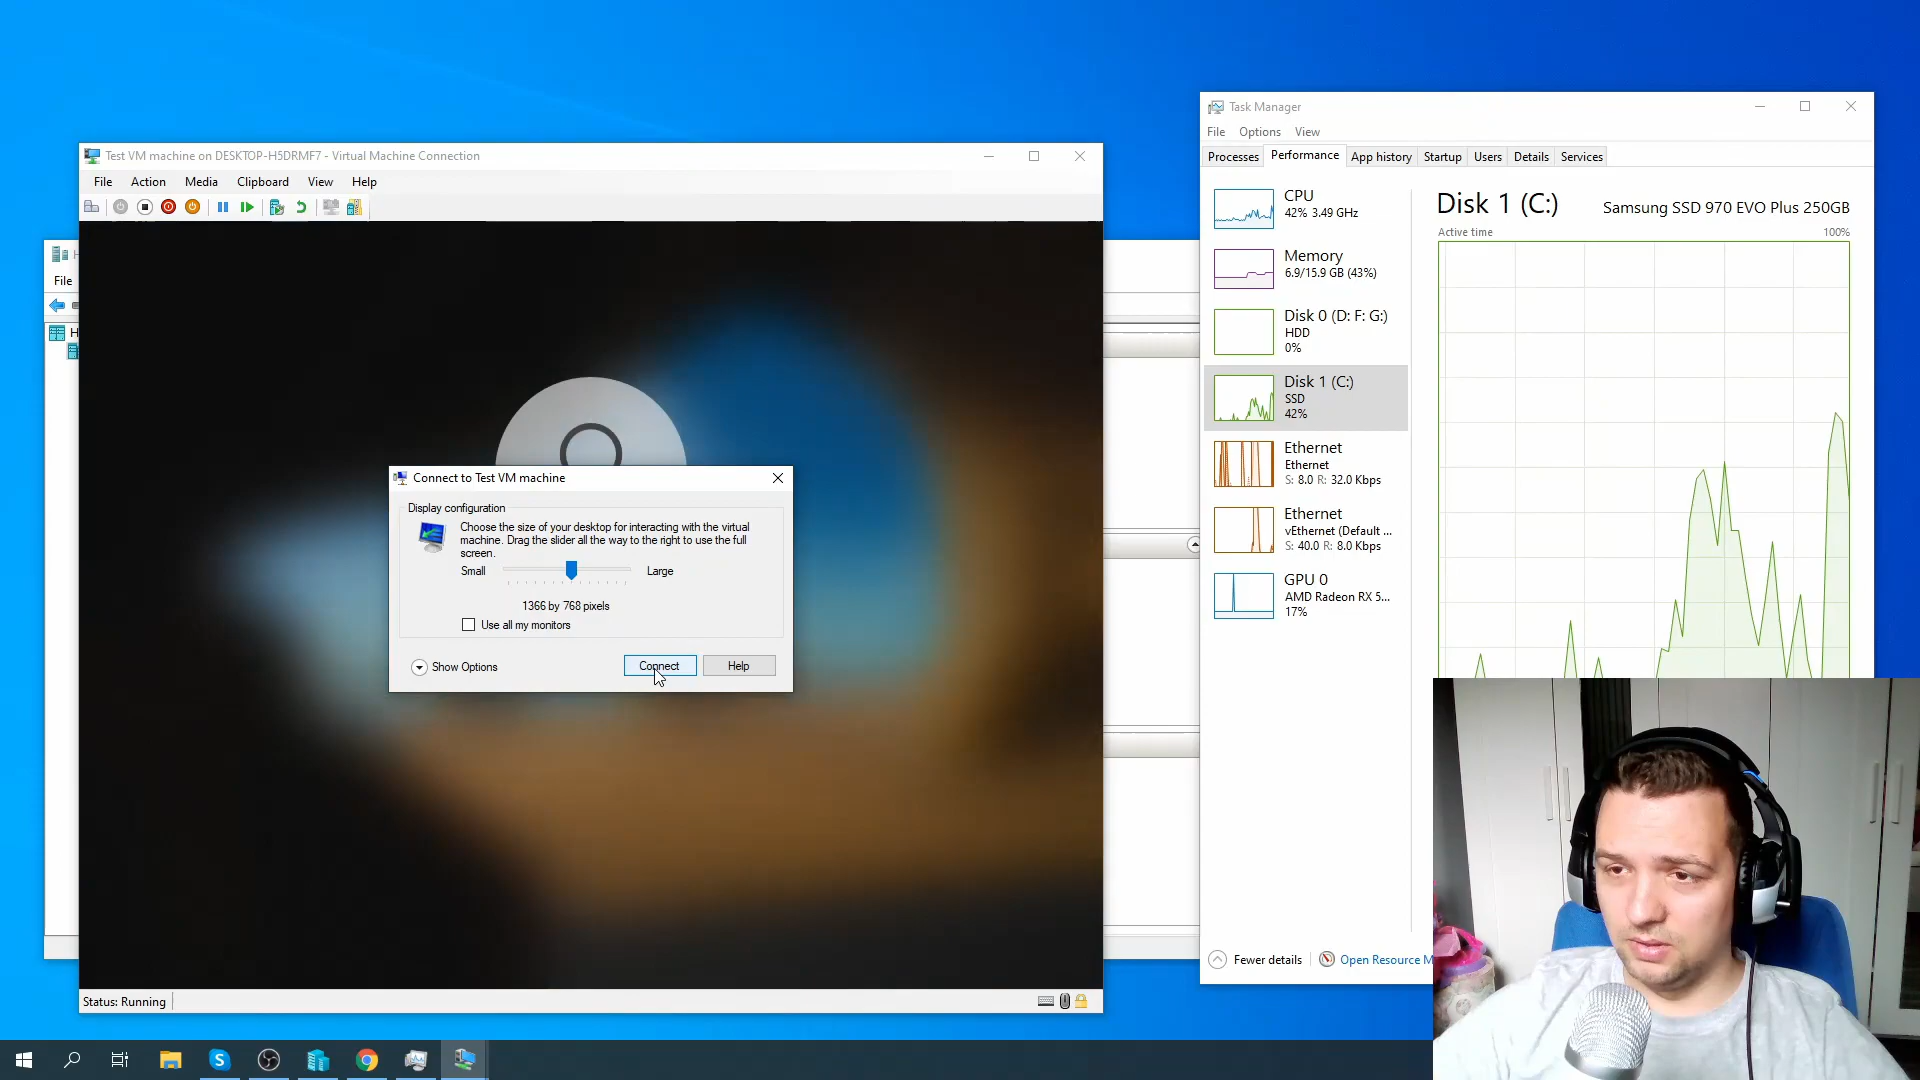 Test VM machine on DESKTOP-H5DRMF7 - Virtual Machine Connection
File Action Media Clipboard View Help
H
File
H
Connect to Test VM machine
Display configuration
Choose the size of your desktop for interacting with the virtual
machine. Drag the slider all the way to the right to use the full
screen.
Small Large
1366 by 768 pixels
Use all my monitors
Show Options Connect Help
Status: Running
Task Manager
File Options View
Processes Performance App history Startup Users Details Services
CPU
42% 3.49 GHz
Memory
6.9/15.9 GB (43%)
Disk 0 (D: F: G:)
HDD
0%
Disk 1 (C:)
SSD
42%
Ethernet
Ethernet
S: 8.0 R: 32.0 Kbps
Ethernet
vEthernet (Default ...
S: 40.0 R: 8.0 Kbps
GPU 0
AMD Radeon RX 5...
17%
Disk 1 (C:) Samsung SSD 970 EVO Plus 250GB
Active time 100%
Fewer details Open Resource M